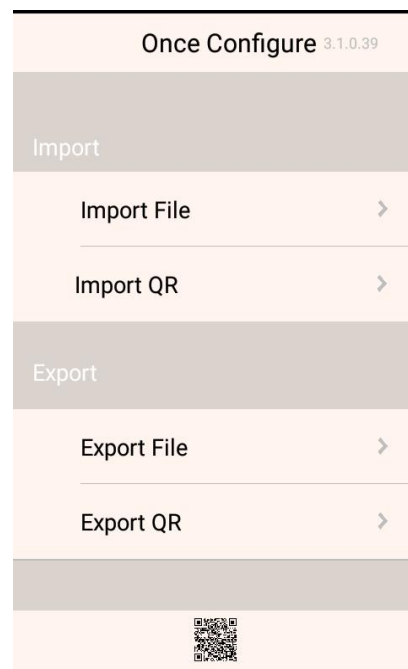 Once Configure 3.1.0.39
Import
Import File
Import QR
Export
Export File
Export QR